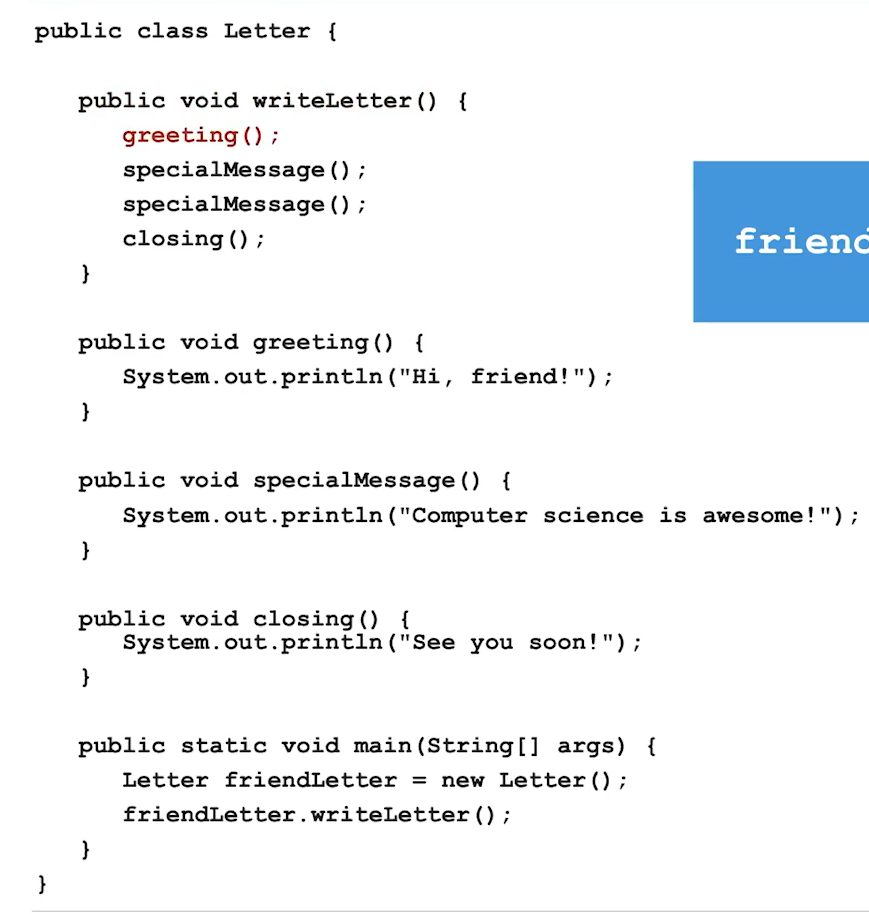 public class Letter {
public void writeLetter() {
greeting();
specialMessage();
specialMessage();
closing();
}
friend
public void greeting() {
System.out.println("Hi, friend!");
}
public void specialMessage() {
System.out.println("Computer science is awesome!");
}
public void closing() {
System.out.println("See you soon!");
}
public static void main(String[] args) {
Letter friendLetter = new Letter();
friendLetter.writeLetter();
}
}